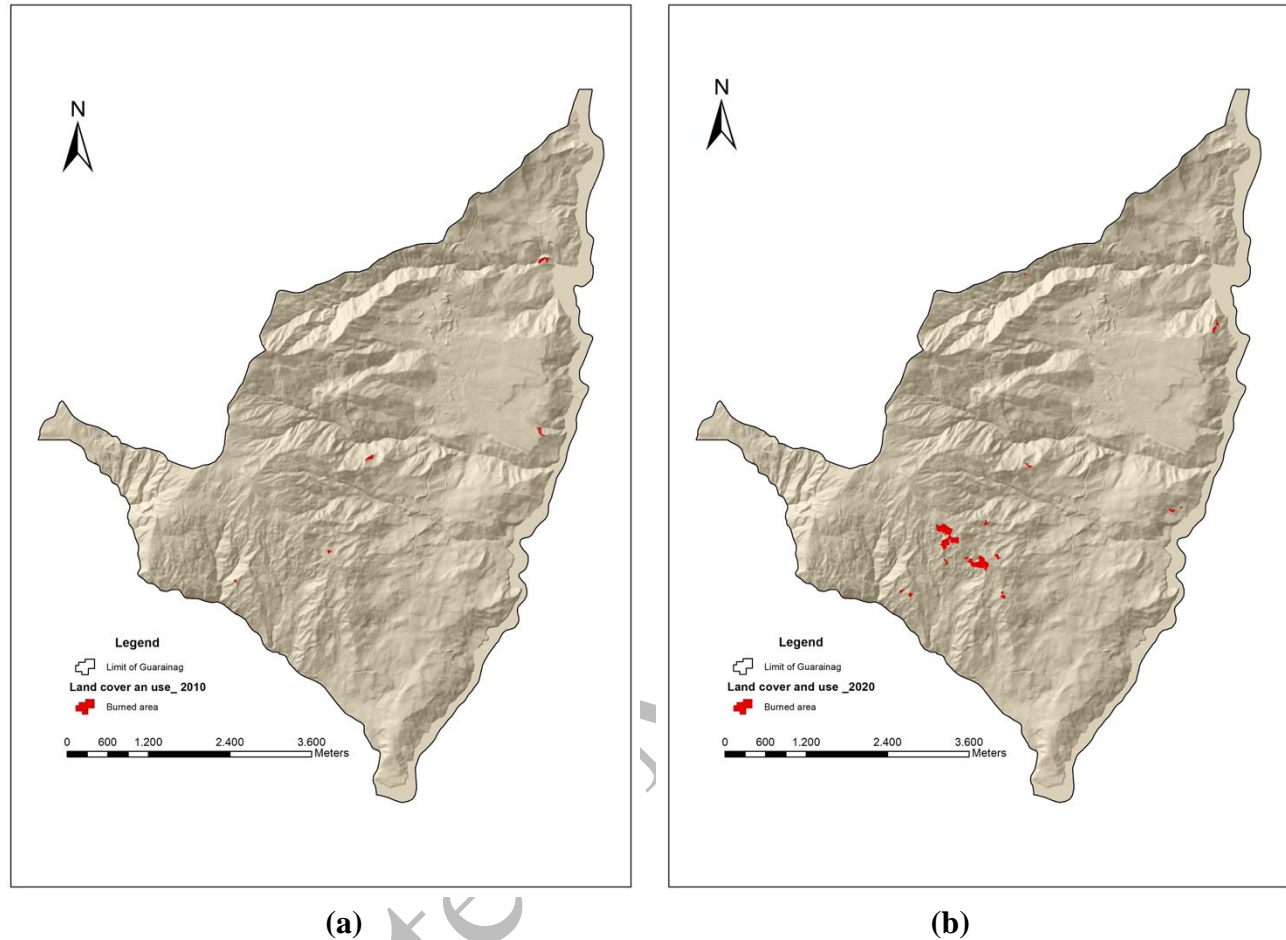 N
Legend
Limit of Guarainag
Land cover an use_ 2010
Burned area
0 600 1.200 2.400 3.600
Meters
(a)
N
Legend
Limit of Guarainag
Land cover and use _2020
Burned area
0 600 1.200 2.400 3.600
Meters
(b)